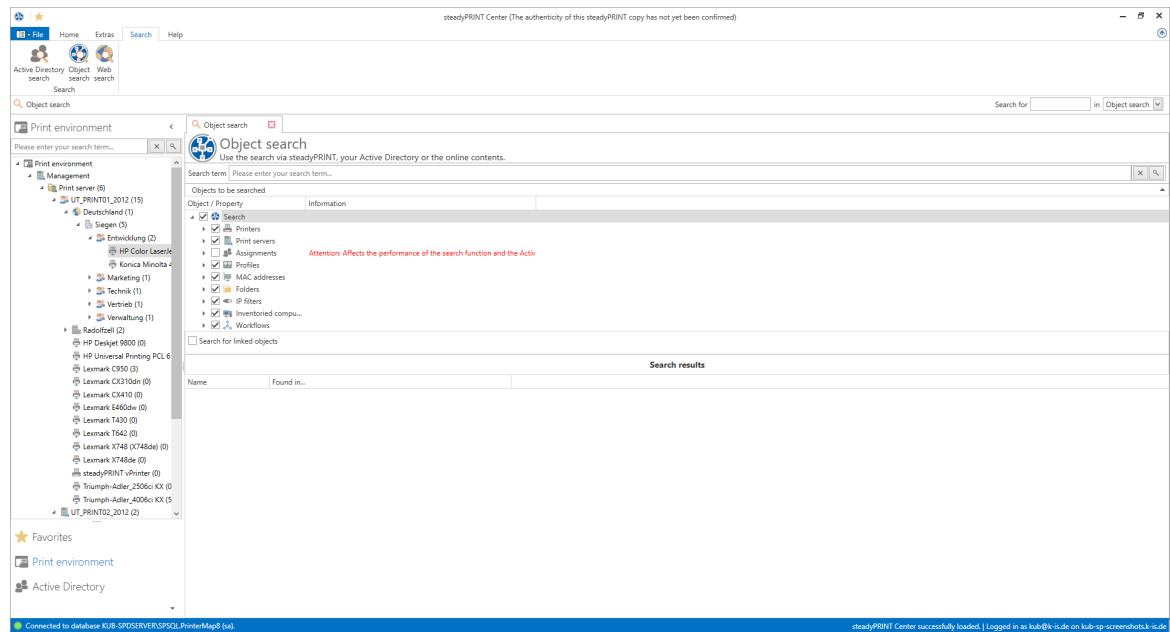 steadyPRINT Center (The authenticity of this steadyPRINT copy has not yet been confirmed)
File Home Extras Search Help
Active Directory search
Object search
Web search
Search
Object search
Search for in Object search
Print environment
Please enter your search term...
Print environment
Management
Print server (6)
UT_PRINT01_2012 (15)
Deutschland (1)
Siegen (5)
Entwicklung (2)
HP Color LaserJe
Konica Minolta 4
Marketing (1)
Technik (1)
Vertrieb (1)
Verwaltung (1)
Radolfzell (2)
HP Deskjet 9800 (0)
HP Universal Printing PCL 6
Lexmark C950 (3)
Lexmark CX310dn (0)
Lexmark CX410 (0)
Lexmark E460dw (0)
Lexmark T430 (0)
Lexmark T642 (0)
Lexmark X748 (X748de) (0)
Lexmark X748de (0)
steadyPRINT vPrinter (0)
Triumph-Adler_2506ci KX (0
Triumph-Adler_4006ci KX (5
UT_PRINT02_2012 (2)
Favorites
Print environment
Active Directory
Object search
Object search
Use the search via steadyPRINT, your Active Directory or the online contents.
Search term Please enter your search term...
Objects to be searched
Object / Property Information
Search
Printers
Print servers
Assignments Attention: Affects the performance of the search function and the Activ
Profiles
MAC addresses
Folders
IP filters
Inventoried compu...
Workflows
Search for linked objects
Search results
Name Found in...
Connected to database KUB-SPDSERVER\SPSQL.PrinterMap8 (sa).
steadyPRINT Center successfully loaded. | Logged in as kub@k-is.de on kub-sp-screenshots.k-is.de